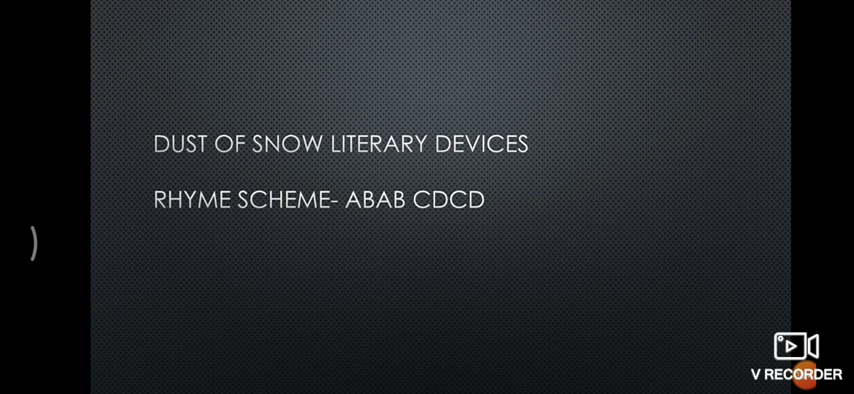 DUST OF SNOW LITERARY DEVICES
RHYME SCHEME- ABAB CDCD
V RECORDER